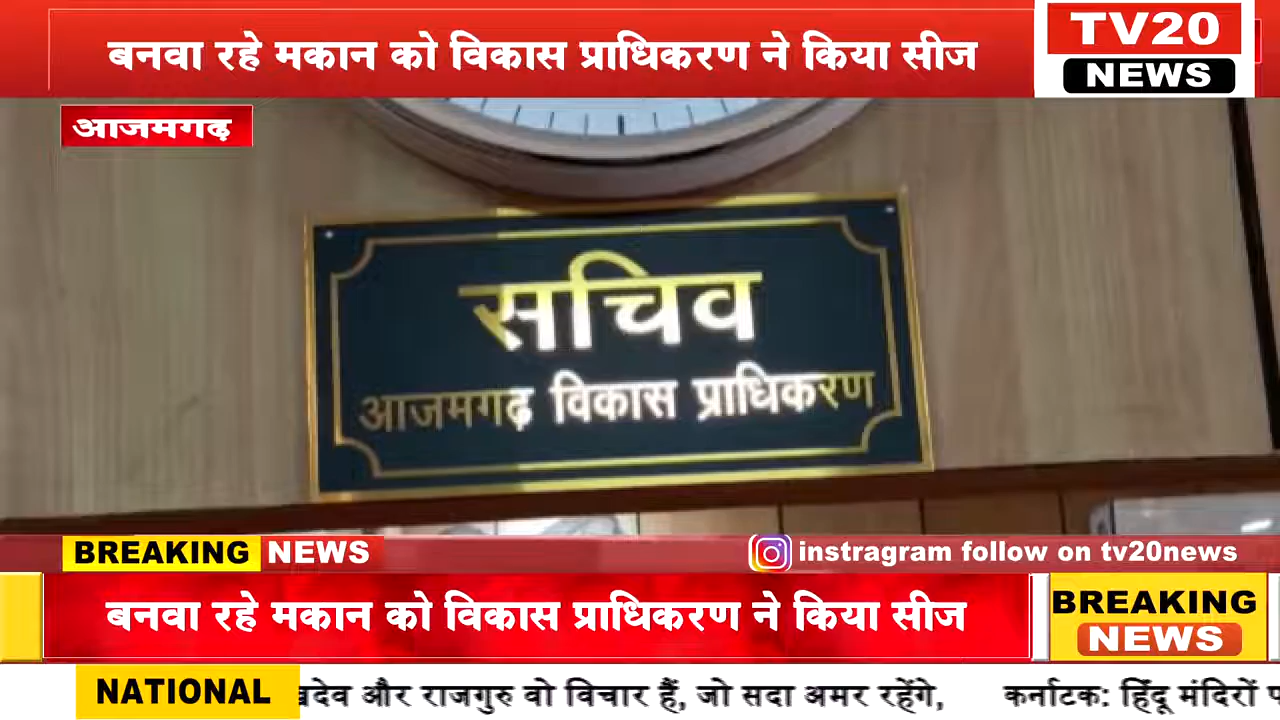 बनवा रहे मकान को विकास प्राधिकरण ने किया सीज
TV20
NEWS
आजमगढ़
सचिव
आजमगढ़ विकास प्राधिकरण
BREAKING NEWS
instragram follow on tv20news
बनवा रहे मकान को विकास प्राधिकरण ने किया सीज
BREAKING
NEWS
NATIONAL
और राजगुरु वो विचार हैं, जो सदा अमर रहेंगे, कर्नाटक: हिंदू मंदिरों